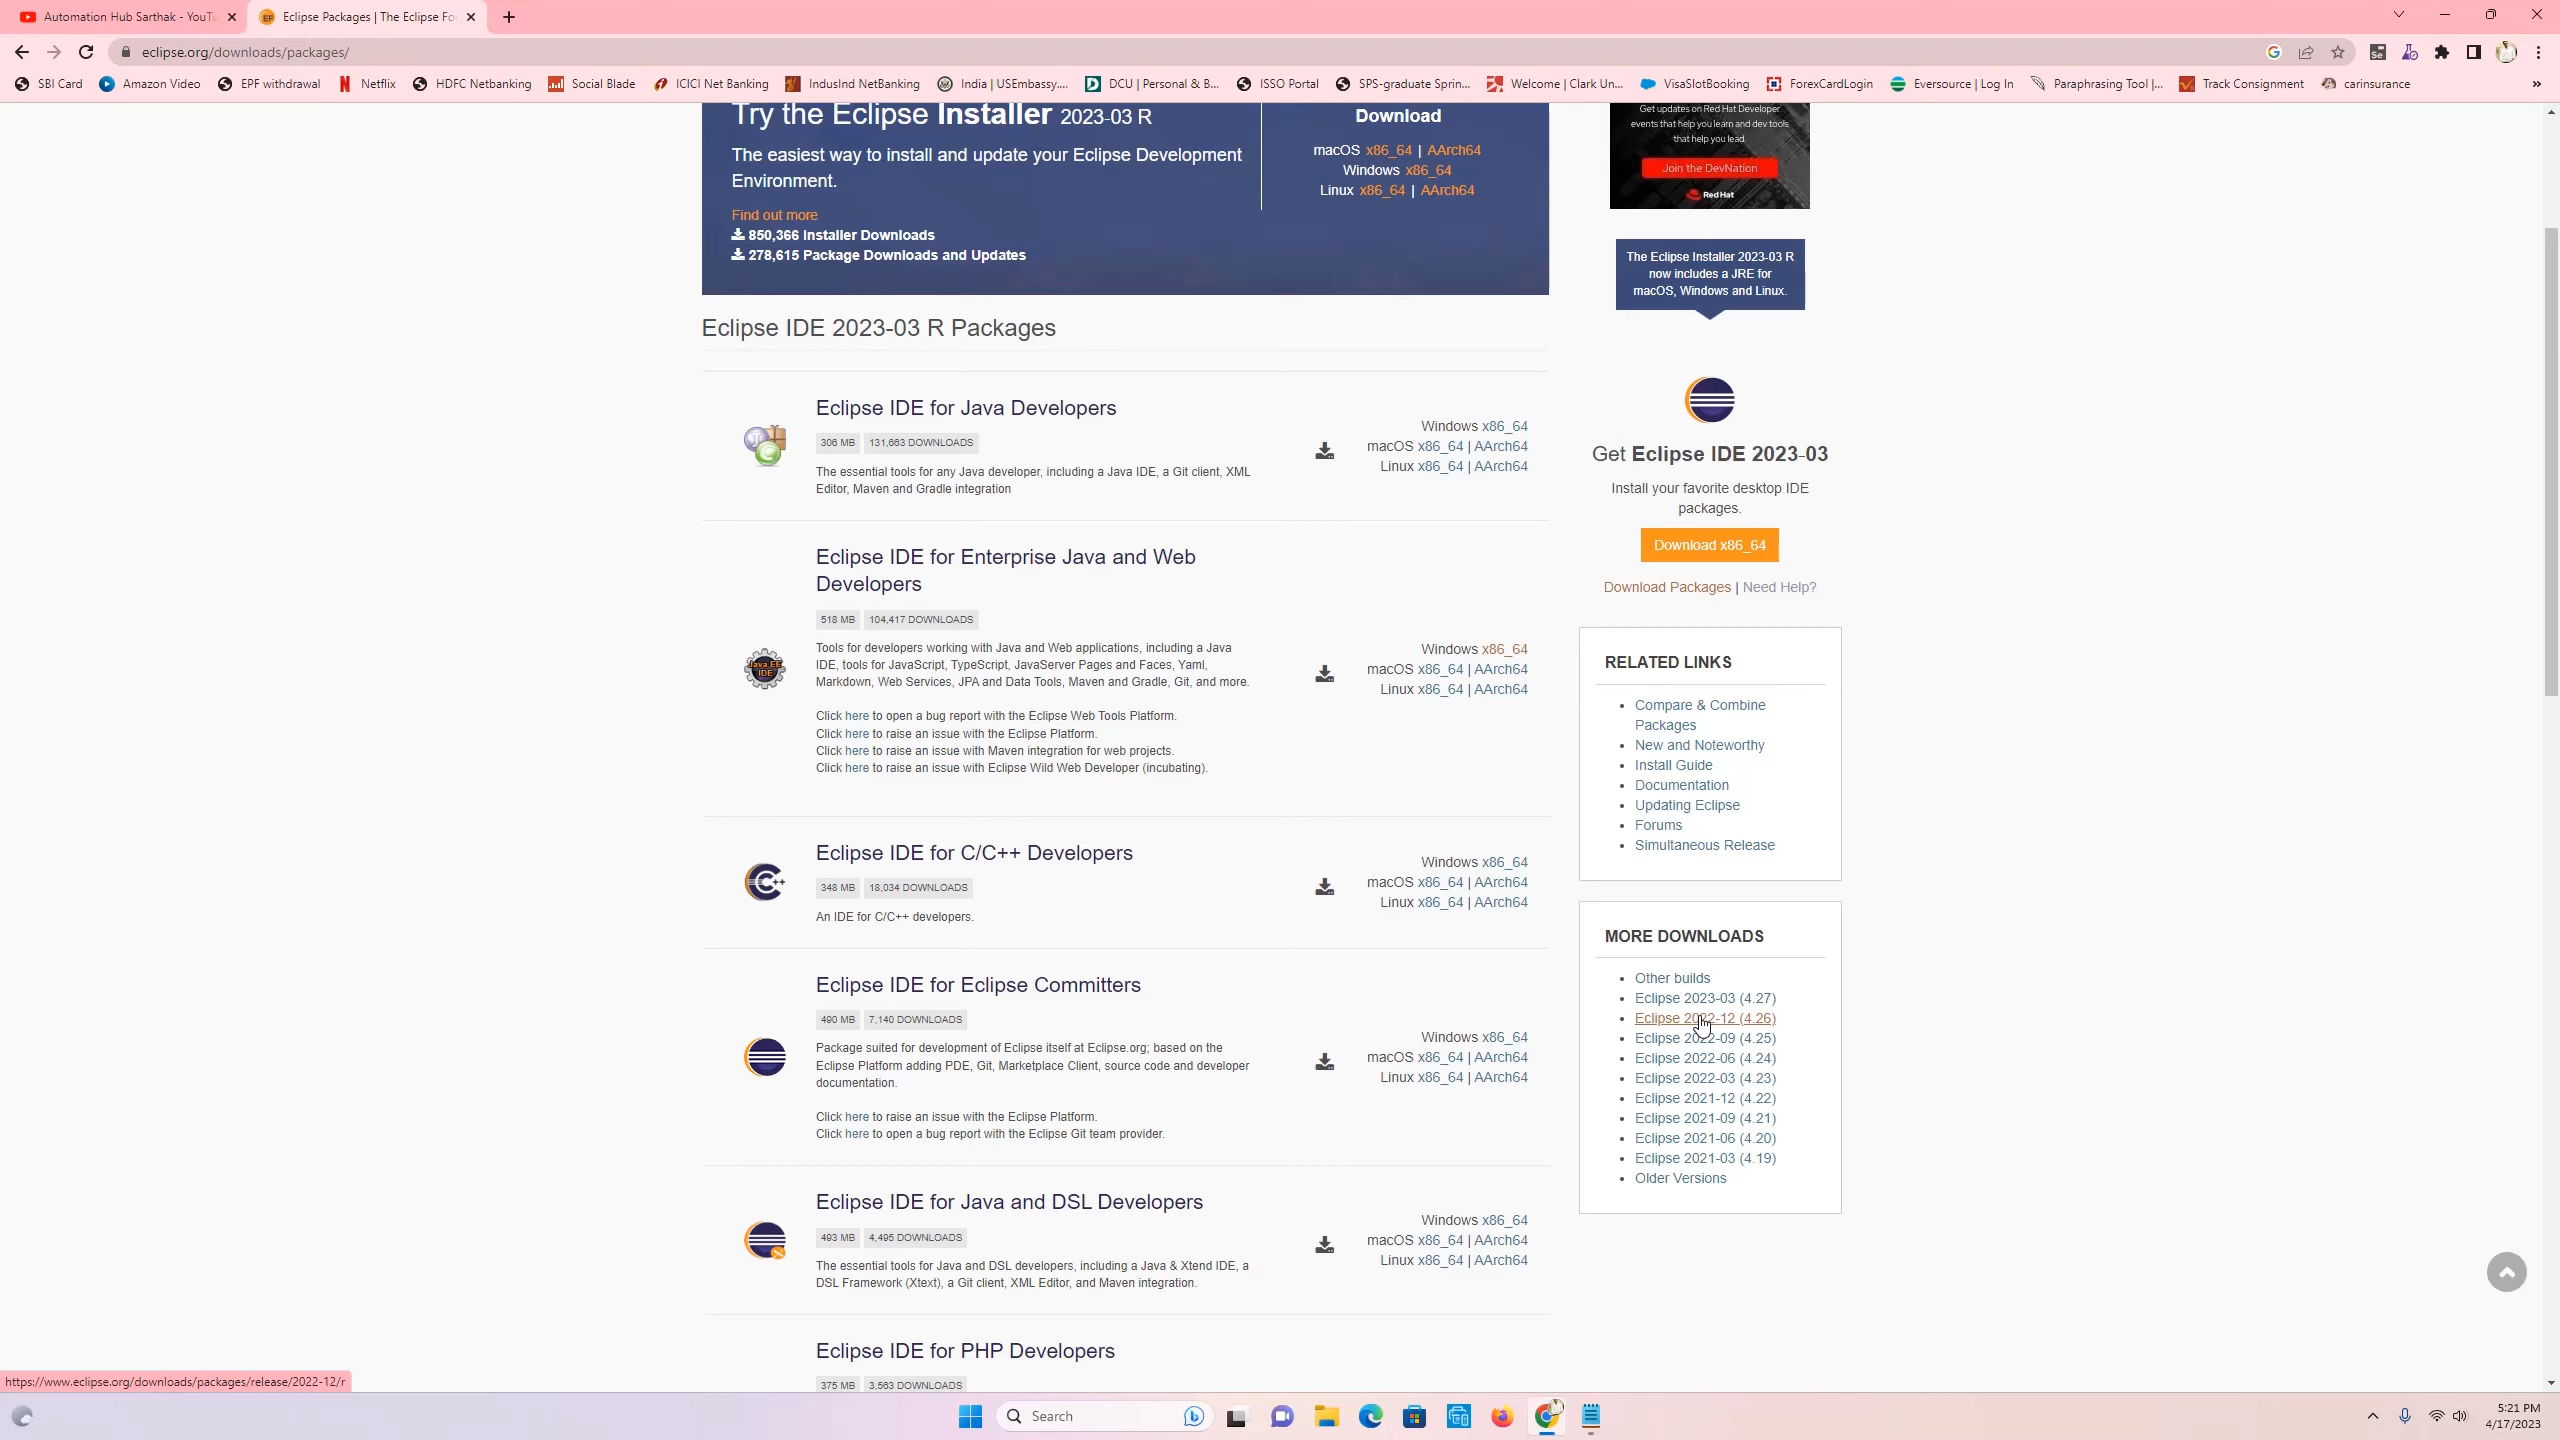 Automation Hub Sarthak - YouTu
Eclipse Packages | The Eclipse Fo
eclipse.org/downloads/packages/
SBI Card
Amazon Video
EPF withdrawal
Netflix
HDFC Netbanking
Social Blade
ICICI Net Banking
IndusInd NetBanking
India | USEmbassy....
DCU | Personal & B...
ISSO Portal
SPS-graduate Sprin...
Welcome | Clark Un...
VisaSlotBooking
ForexCardLogin
Eversource | Log In
Paraphrasing Tool |...
Track Consignment
carinsurance
»
Try the Eclipse Installer 2023-03 R
The easiest way to install and update your Eclipse Development
Environment.
Find out more
850,366 Installer Downloads
278,615 Package Downloads and Updates
Download
macOS x86_64 | AArch64
Windows x86_64
Linux x86_64 | AArch64
Get updates on Red Hat Developer
events that help you learn and dev tools
that help you lead.
Join the DevNation
Red Hat
The Eclipse Installer 2023-03 R
now includes a JRE for
macOS, Windows and Linux.
Eclipse IDE 2023-03 R Packages
Eclipse IDE for Java Developers
306 MB 131,663 DOWNLOADS
The essential tools for any Java developer, including a Java IDE, a Git client, XML
Editor, Maven and Gradle integration
Windows x86_64
macOS x86_64 | AArch64
Linux x86_64 | AArch64
Eclipse IDE for Enterprise Java and Web
Developers
518 MB 104,417 DOWNLOADS
Tools for developers working with Java and Web applications, including a Java
IDE, tools for JavaScript, TypeScript, JavaServer Pages and Faces, Yaml,
Markdown, Web Services, JPA and Data Tools, Maven and Gradle, Git, and more.
Click here to open a bug report with the Eclipse Web Tools Platform.
Click here to raise an issue with the Eclipse Platform.
Click here to raise an issue with Maven integration for web projects.
Click here to raise an issue with Eclipse Wild Web Developer (incubating).
Java EE
IDE
Windows x86_64
macOS x86_64 | AArch64
Linux x86_64 | AArch64
Eclipse IDE for C/C++ Developers
348 MB 18,034 DOWNLOADS
An IDE for C/C++ developers.
Windows x86_64
macOS x86_64 | AArch64
Linux x86_64 | AArch64
Eclipse IDE for Eclipse Committers
490 MB 7,140 DOWNLOADS
Package suited for development of Eclipse itself at Eclipse.org; based on the
Eclipse Platform adding PDE, Git, Marketplace Client, source code and developer
documentation.
Click here to raise an issue with the Eclipse Platform.
Click here to open a bug report with the Eclipse Git team provider.
Windows x86_64
macOS x86_64 | AArch64
Linux x86_64 | AArch64
Eclipse IDE for Java and DSL Developers
493 MB 4,495 DOWNLOADS
The essential tools for Java and DSL developers, including a Java & Xtend IDE, a
DSL Framework (Xtext), a Git client, XML Editor, and Maven integration.
Windows x86_64
macOS x86_64 | AArch64
Linux x86_64 | AArch64
Eclipse IDE for PHP Developers
375 MB 3,563 DOWNLOADS
Get Eclipse IDE 2023-03
Install your favorite desktop IDE
packages.
Download x86_64
Download Packages | Need Help?
RELATED LINKS
Compare & Combine
Packages
New and Noteworthy
Install Guide
Documentation
Updating Eclipse
Forums
Simultaneous Release
MORE DOWNLOADS
Other builds
Eclipse 2023-03 (4.27)
Eclipse 2022-12 (4.26)
Eclipse 2022-09 (4.25)
Eclipse 2022-06 (4.24)
Eclipse 2022-03 (4.23)
Eclipse 2021-12 (4.22)
Eclipse 2021-09 (4.21)
Eclipse 2021-06 (4.20)
Eclipse 2021-03 (4.19)
Older Versions
https://www.eclipse.org/downloads/packages/release/2022-12/r
Search
5:21 PM
4/17/2023